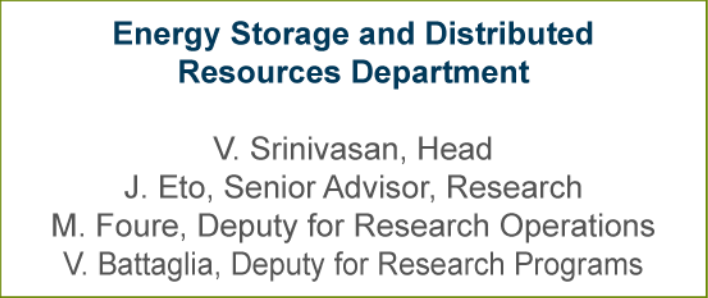 Energy Storage and Distributed
Resources Department
V. Srinivasan, Head
J. Eto, Senior Advisor, Research
M. Foure, Deputy for Research Operations
V. Battaglia, Deputy for Research Programs